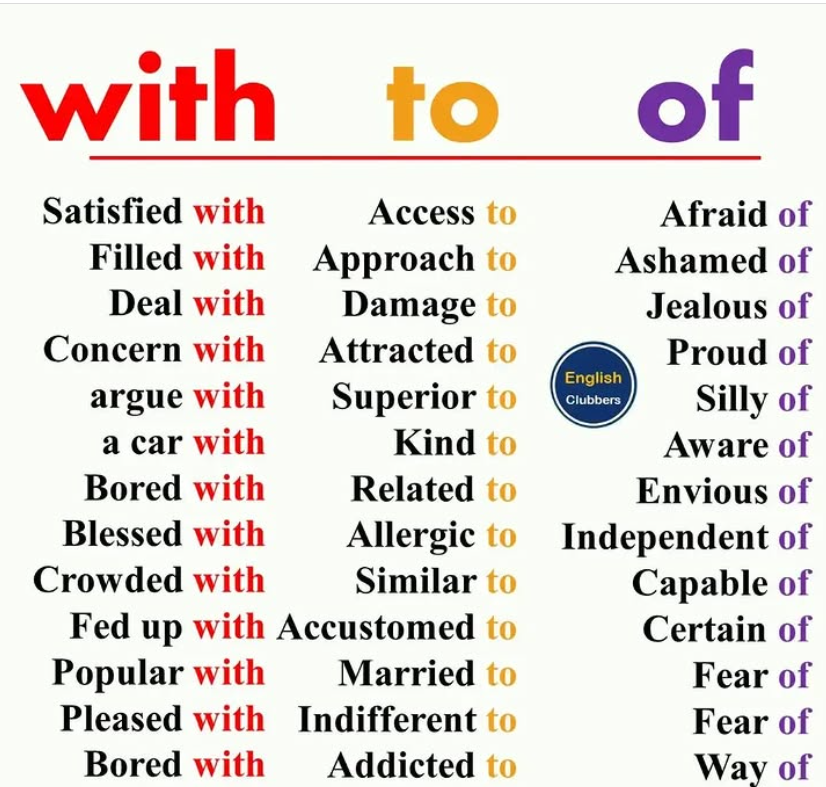 with to of
Satisfied with Access to Afraid of
Filled with Approach to Ashamed of
Deal with Damage to Jealous of
Concern with Attracted to Proud of
English
Clubbers
argue with Superior to Silly of
a car with Kind to Aware of
Bored with Related to Envious of
Blessed with Allergic to Independent of
Crowded with Similar to Capable of
Fed up with Accustomed to Certain of
Popular with Married to Fear of
Pleased with Indifferent to Fear of
Bored with Addicted to Way of